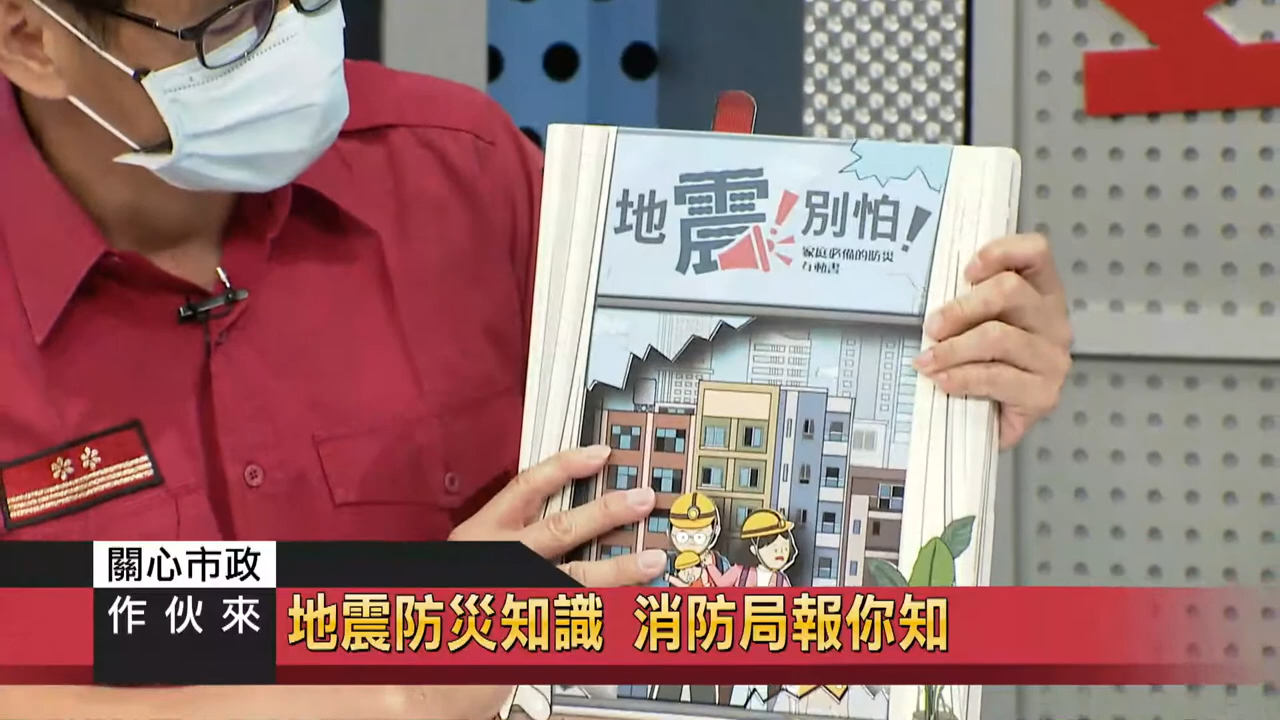 地震!別怕!
家庭必備的防災
互動書
關心市政
作伙來
地震防災知識 消防局報你知